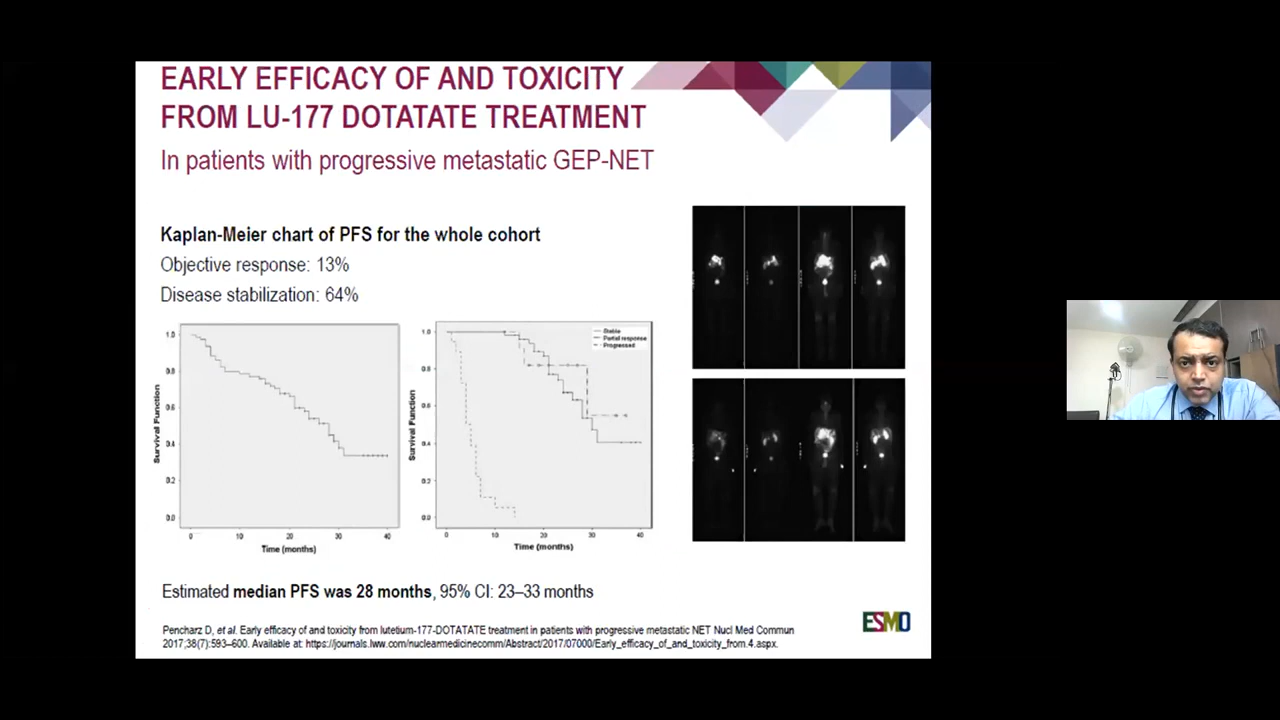 EARLY EFFICACY OF AND TOXICITY
FROM LU-177 DOTATATE TREATMENT
In patients with progressive metastatic GEP-NET
Kaplan-Meier chart of PFS for the whole cohort
Objective response: 13%
Disease stabilization: 64%
1.0
0.8
0.6
0.4
0.2
0.0
Survival Function
0 10 20 30 40
Time (months)
1.0
0.8
0.6
0.4
0.2
0.0
Survival Function
Stable
Partial response
Progressed
0 10 20 30 40
Time (months)
Estimated median PFS was 28 months, 95% CI: 23–33 months
ESMO
Pencharz D, et al. Early efficacy of and toxicity from lutetium-177-DOTATATE treatment in patients with progressive metastatic NET Nucl Med Commun
2017;38(7):593–600. Available at: https://journals.lww.com/nuclearmedicinecomm/Abstract/2017/07000/Early_efficacy_of_and_toxicity_from.4.aspx.